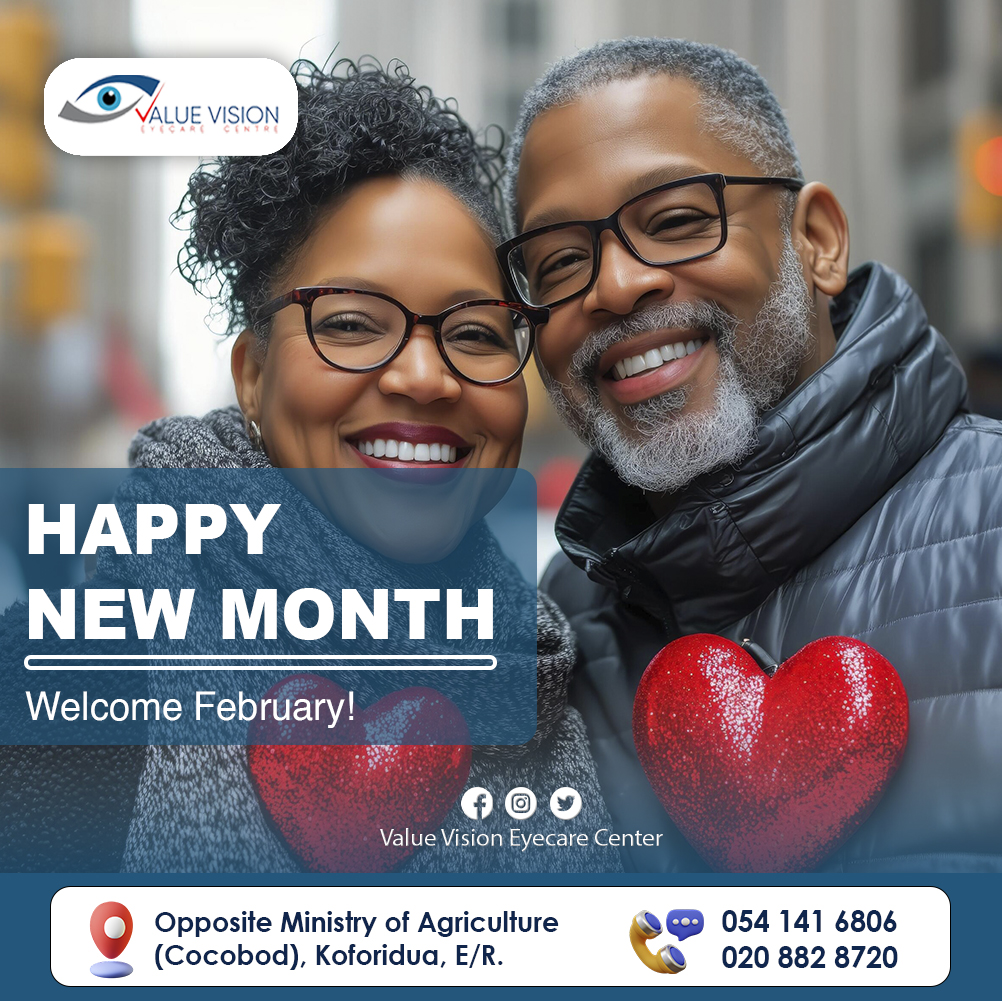 VALUE VISION
EYECARE CENTRE
HAPPY
NEW MONTH
Welcome February!
Value Vision Eyecare Center
Opposite Ministry of Agriculture
(Cocobod), Koforidua, E/R.
054 141 6806
020 882 8720